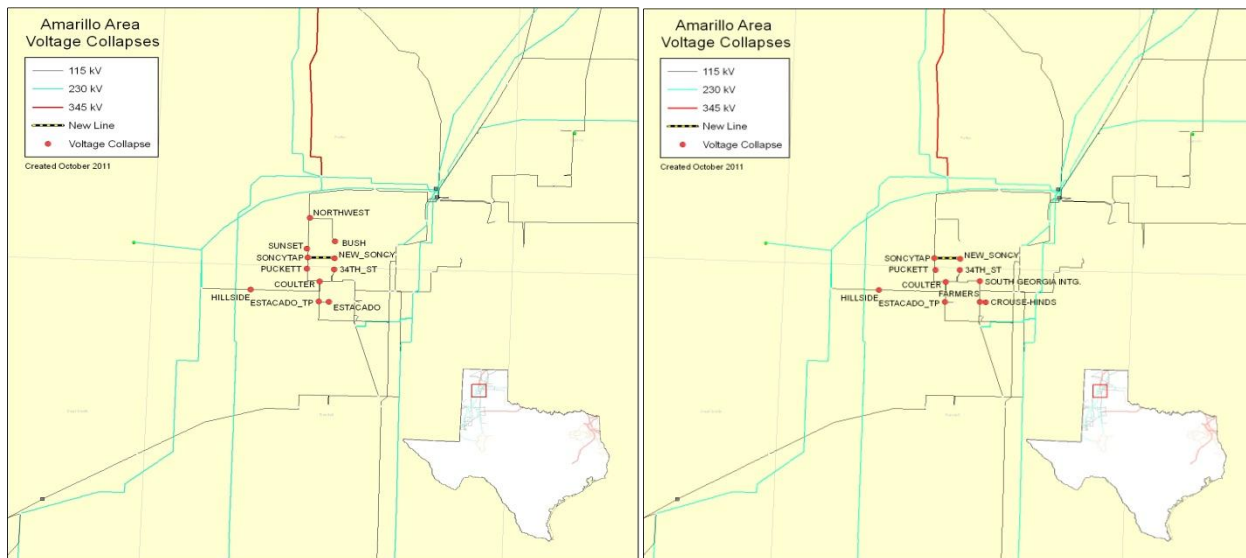 Amarillo Area
Voltage Collapses
115 kV
230 kV
345 kV
New Line
Voltage Collapse
Created October 2011
NORTHWEST
BUSH
SUNSET
SONCYTAP
NEW_SONCY
PUCKETT
34TH_ST
COULTER
HILLSIDE
ESTACADO_TP
ESTACADO
Amarillo Area
Voltage Collapses
115 kV
230 kV
345 kV
New Line
Voltage Collapse
Created October 2011
SONCYTAP
NEW_SONCY
PUCKETT
34TH_ST
COULTER
SOUTH GEORGIA INTG.
HILLSIDE
FARMERS
ESTACADO_TP
CROUSE-HINDS